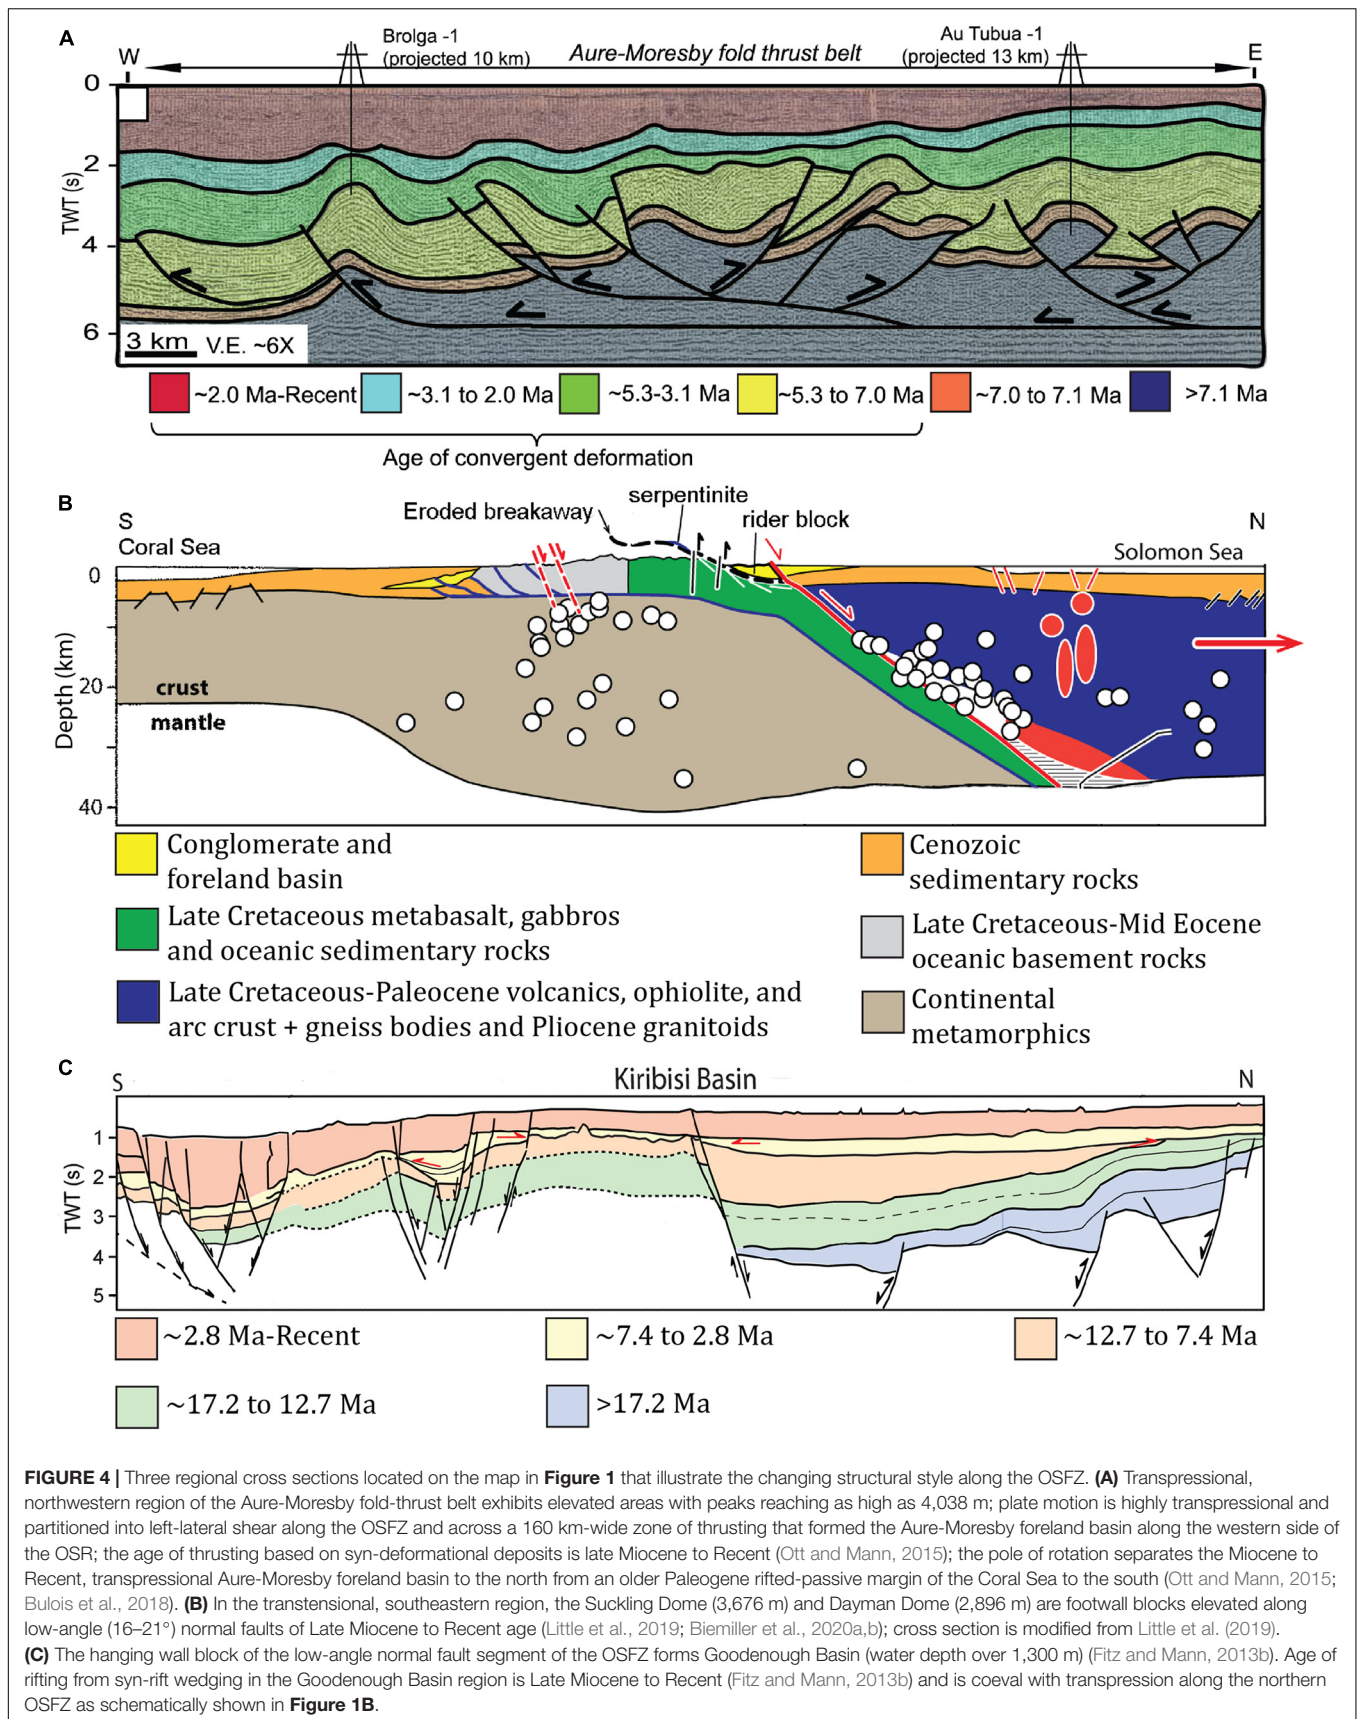 A
W
Brolga -1
(projected 10 km)
Aure-Moresby fold thrust belt
Au Tubua -1
(projected 13 km)
E
0
2
4
6
TWT (s)
3 km V.E. ~6X
~2.0 Ma-Recent
~3.1 to 2.0 Ma
~5.3-3.1 Ma
~5.3 to 7.0 Ma
~7.0 to 7.1 Ma
>7.1 Ma
Age of convergent deformation
B
S
Coral Sea
Eroded breakaway
serpentinite
rider block
N
Solomon Sea
0
20
40
Depth (km)
crust
mantle
Conglomerate and
foreland basin
Cenozoic
sedimentary rocks
Late Cretaceous metabasalt, gabbros
and oceanic sedimentary rocks
Late Cretaceous-Mid Eocene
oceanic basement rocks
Late Cretaceous-Paleocene volcanics, ophiolite, and
arc crust + gneiss bodies and Pliocene granitoids
Continental
metamorphics
C
S
Kiribisi Basin
N
1
2
3
4
5
TWT (s)
~2.8 Ma-Recent
~7.4 to 2.8 Ma
~12.7 to 7.4 Ma
~17.2 to 12.7 Ma
>17.2 Ma
FIGURE 4 | Three regional cross sections located on the map in Figure 1 that illustrate the changing structural style along the OSFZ. (A) Transpressional,
northwestern region of the Aure-Moresby fold-thrust belt exhibits elevated areas with peaks reaching as high as 4,038 m; plate motion is highly transpressional and
partitioned into left-lateral shear along the OSFZ and across a 160 km-wide zone of thrusting that formed the Aure-Moresby foreland basin along the western side of
the OSR; the age of thrusting based on syn-deformational deposits is late Miocene to Recent (Ott and Mann, 2015); the pole of rotation separates the Miocene to
Recent, transpressional Aure-Moresby foreland basin to the north from an older Paleogene rifted-passive margin of the Coral Sea to the south (Ott and Mann, 2015;
Bulois et al., 2018). (B) In the transtensional, southeastern region, the Suckling Dome (3,676 m) and Dayman Dome (2,896 m) are footwall blocks elevated along
low-angle (16–21°) normal faults of Late Miocene to Recent age (Little et al., 2019; Biemiller et al., 2020a,b); cross section is modified from Little et al. (2019).
(C) The hanging wall block of the low-angle normal fault segment of the OSFZ forms Goodenough Basin (water depth over 1,300 m) (Fitz and Mann, 2013b). Age of
rifting from syn-rift wedging in the Goodenough Basin region is Late Miocene to Recent (Fitz and Mann, 2013b) and is coeval with transpression along the northern
OSFZ as schematically shown in Figure 1B.